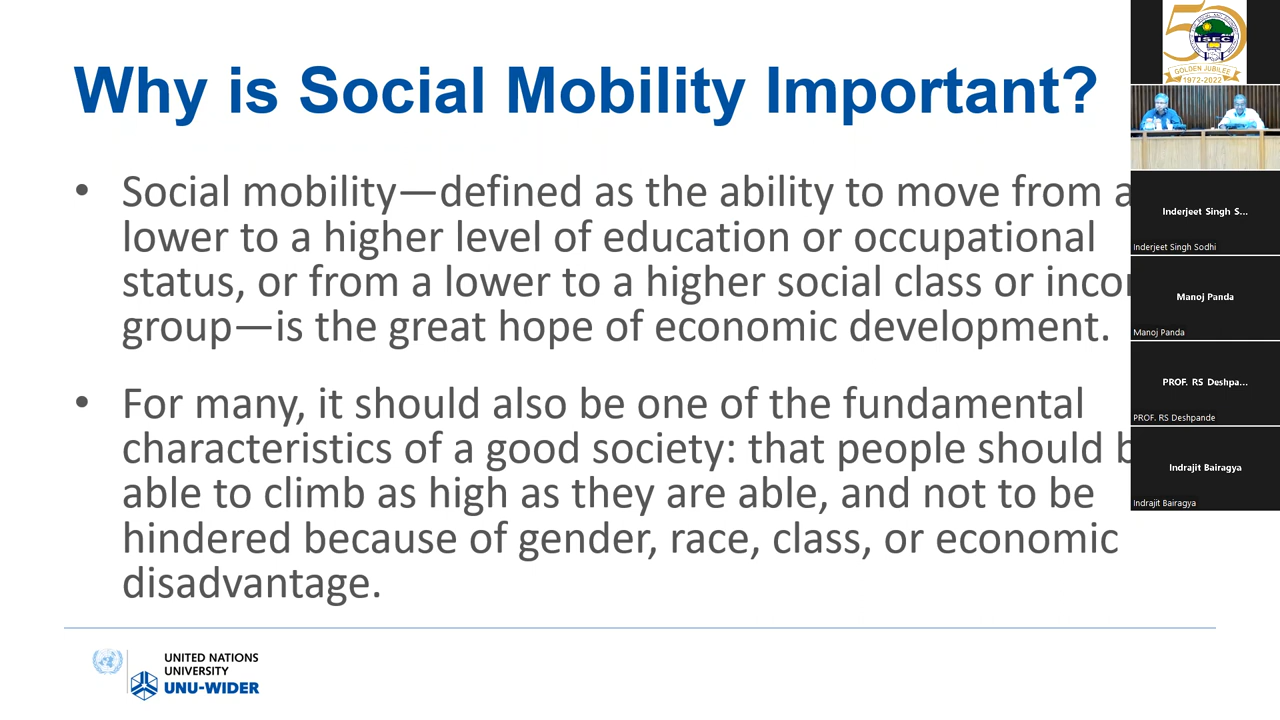 Why is Social Mobility Important?
• Social mobility—defined as the ability to move from a
lower to a higher level of education or occupational
status, or from a lower to a higher social class or
group—is the great hope of economic development.
• For many, it should also be one of the fundamental
characteristics of a good society: that people should
able to climb as high as they are able, and not to be
hindered because of gender, race, class, or economic
disadvantage.
UNITED NATIONS
UNIVERSITY
UNU-WIDER
50
ISEC
GOLDEN JUBILEE
1972-2022
Inderjeet Singh S...
Inderjeet Singh Sodhi
Manoj Panda
Manoj Panda
PROF. RS Deshpa...
PROF. RS Deshpande
Indrajit Bairagya
Indrajit Bairagya